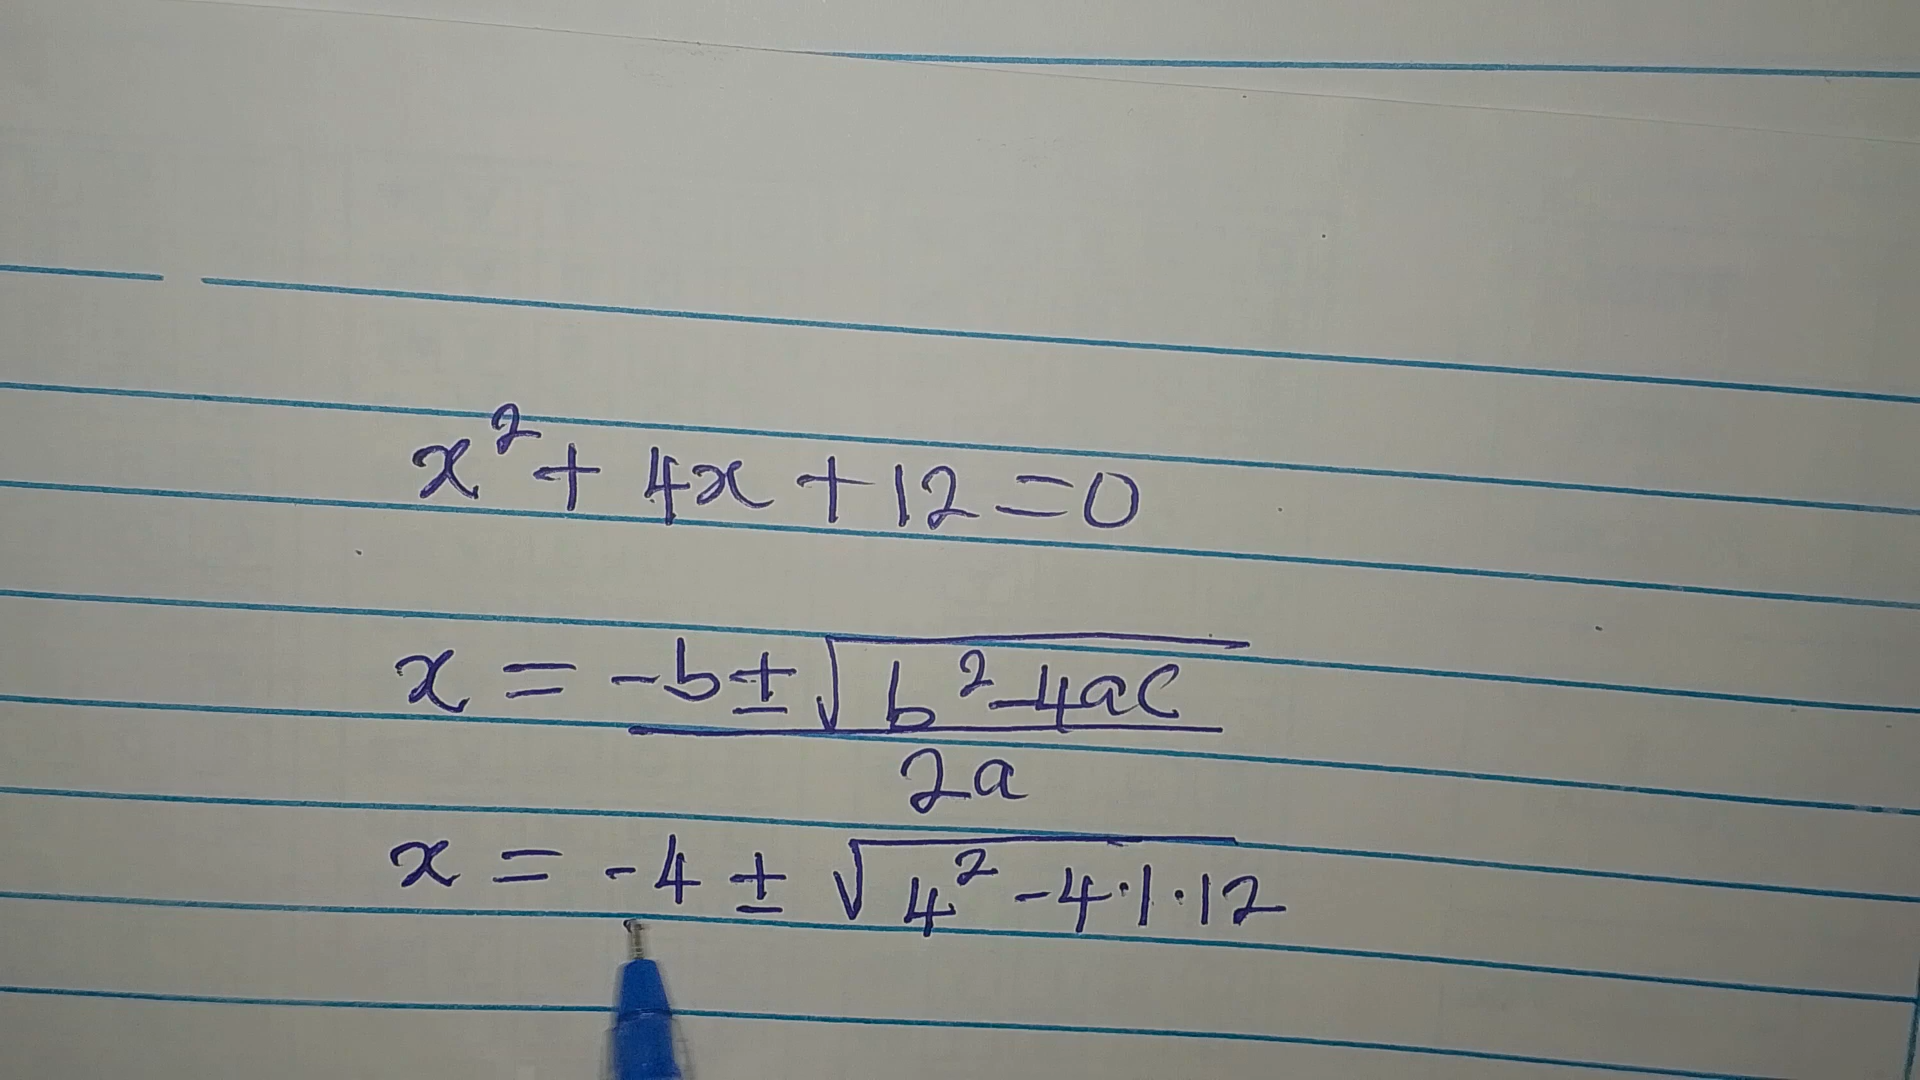 x² + 4x + 12 = 0
x = -b ± √b² - 4ac
2a
x = -4 ± √4² - 4·1·12